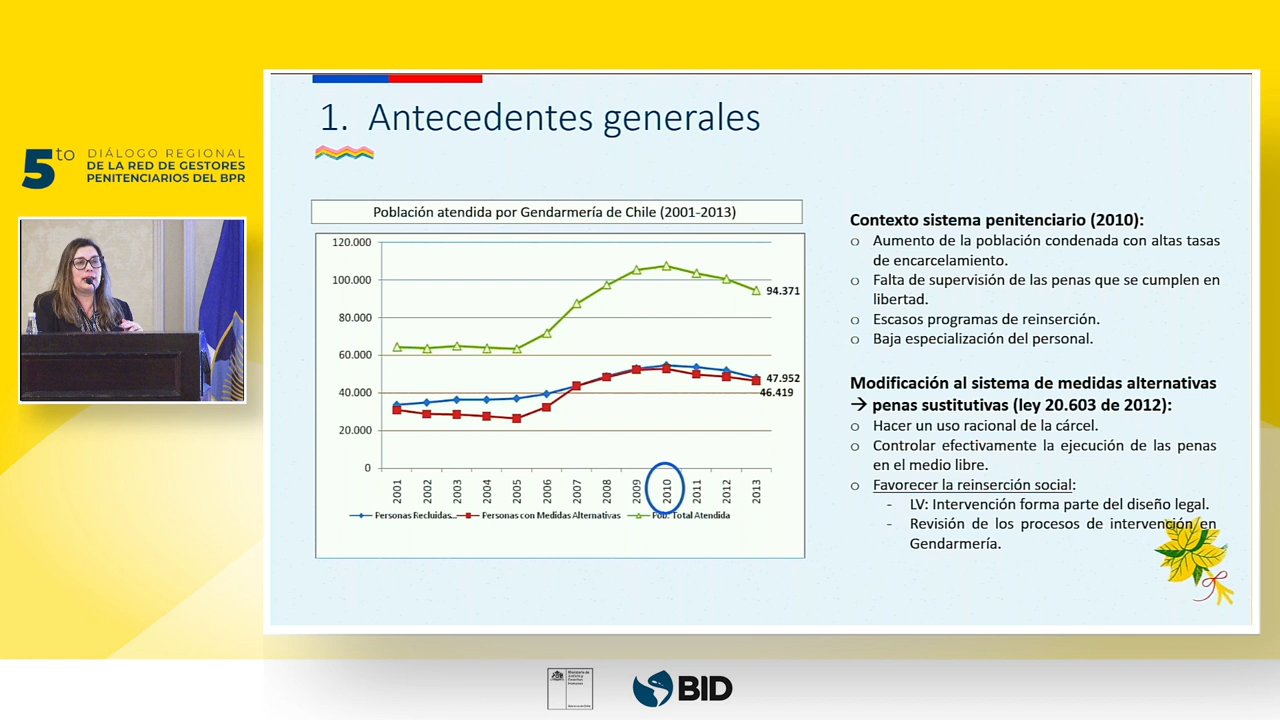 5to
DIÁLOGO REGIONAL
DE LA RED DE GESTORES
PENITENCIARIOS DEL BPR
1. Antecedentes generales
Población atendida por Gendarmería de Chile (2001-2013)
120.000
100.000
80.000
60.000
40.000
20.000
0
94.371
47.952
46.419
2001 2002 2003 2004 2005 2006 2007 2008 2009 2010 2011 2012 2013
Personas Recluidas... Personas con Medidas Alternativas Pob. Total Atendida
Contexto sistema penitenciario (2010):
o Aumento de la población condenada con altas tasas
de encarcelamiento.
o Falta de supervisión de las penas que se cumplen en
libertad.
o Escasos programas de reinserción.
o Baja especialización del personal.
Modificación al sistema de medidas alternativas
→ penas sustitutivas (ley 20.603 de 2012):
o Hacer un uso racional de la cárcel.
o Controlar efectivamente la ejecución de las penas
en el medio libre.
o Favorecer la reinserción social:
- LV: Intervención forma parte del diseño legal.
- Revisión de los procesos de intervención en
Gendarmería.
BID